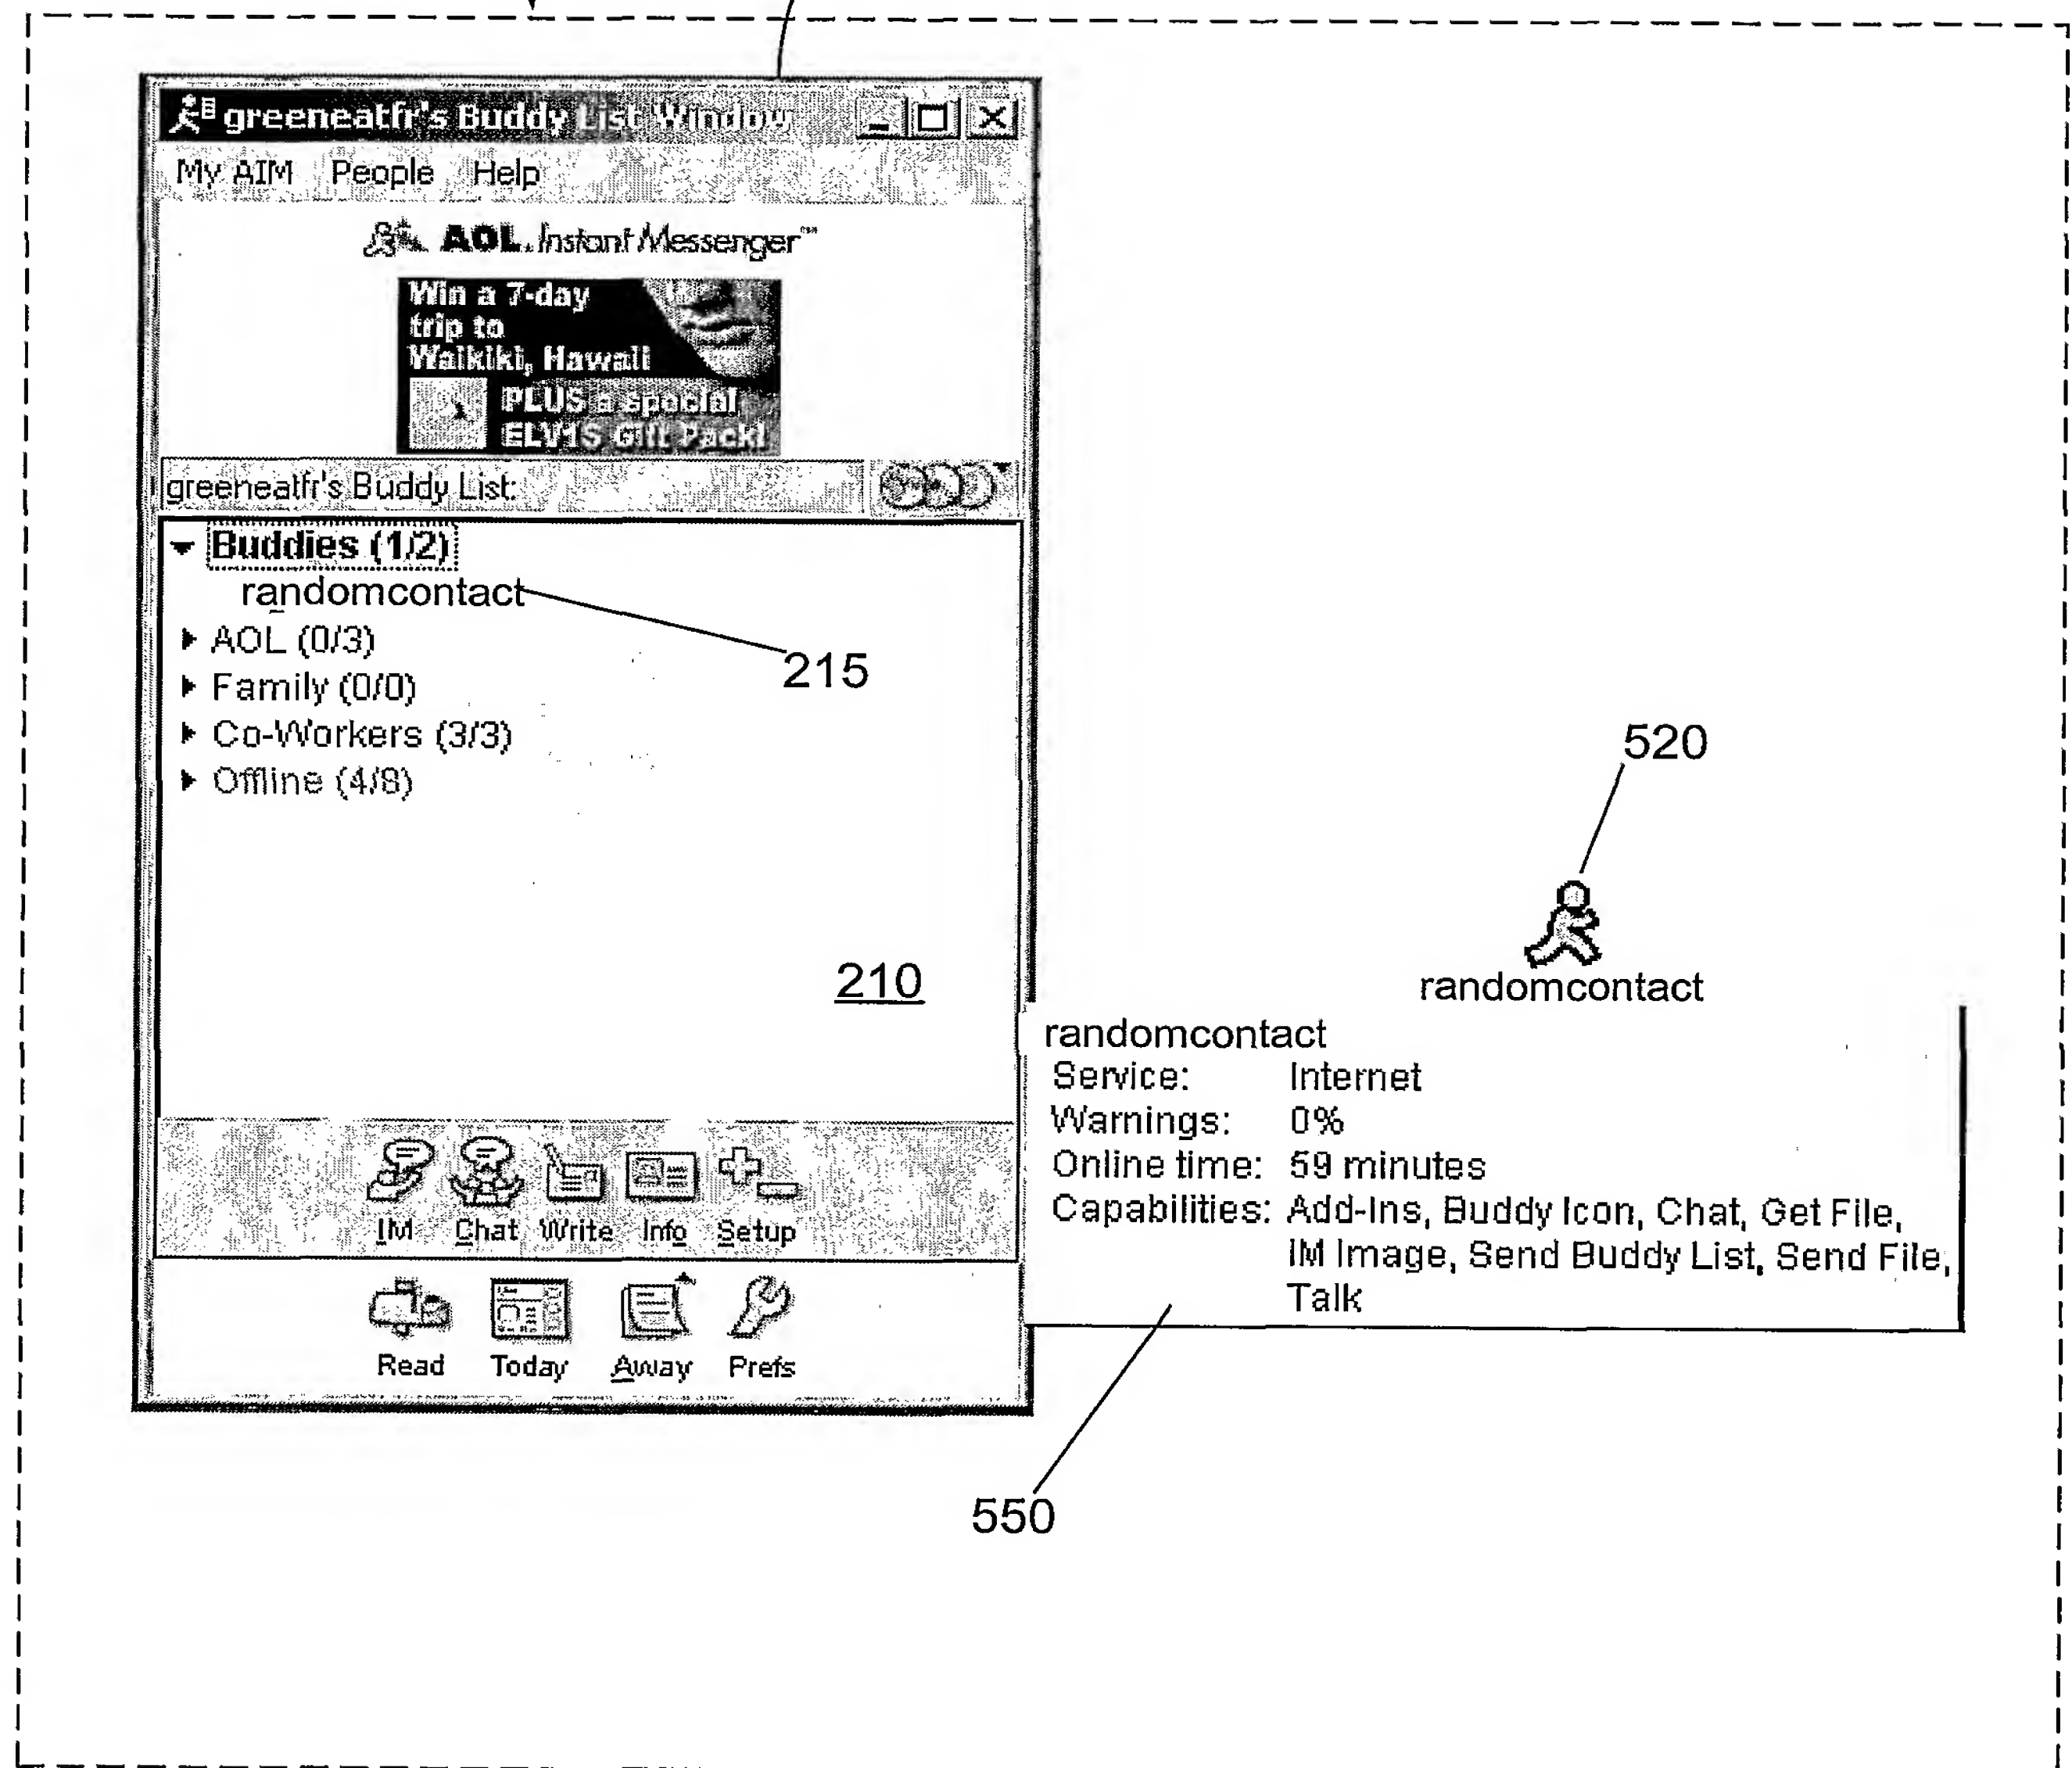 greeneatfr's Buddy List Window
My AIM People Help
AOL Instant Messenger™
Win a 7-day
trip to
Waikiki, Hawaii
PLUS a special
ELVIS Gift Pack!
greeneatfr's Buddy List:
Buddies (1/2)
randomcontact
AOL (0/3)
215
Family (0/0)
Co-Workers (3/3)
520
Offline (4/8)
210
randomcontact
randomcontact
Service: Internet
Warnings: 0%
Online time: 59 minutes
Capabilities: Add-Ins, Buddy Icon, Chat, Get File,
IM Image, Send Buddy List, Send File,
Talk
IM Chat Write Info Setup
Read Today Away Prefs
550